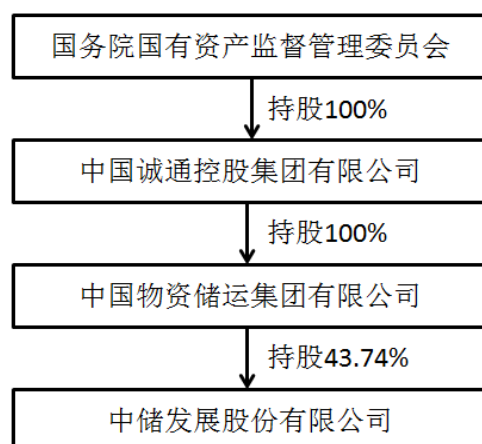 国务院国有资产监督管理委员会
持股100%
中国诚通控股集团有限公司
持股100%
中国物资储运集团有限公司
持股43.74%
中储发展股份有限公司